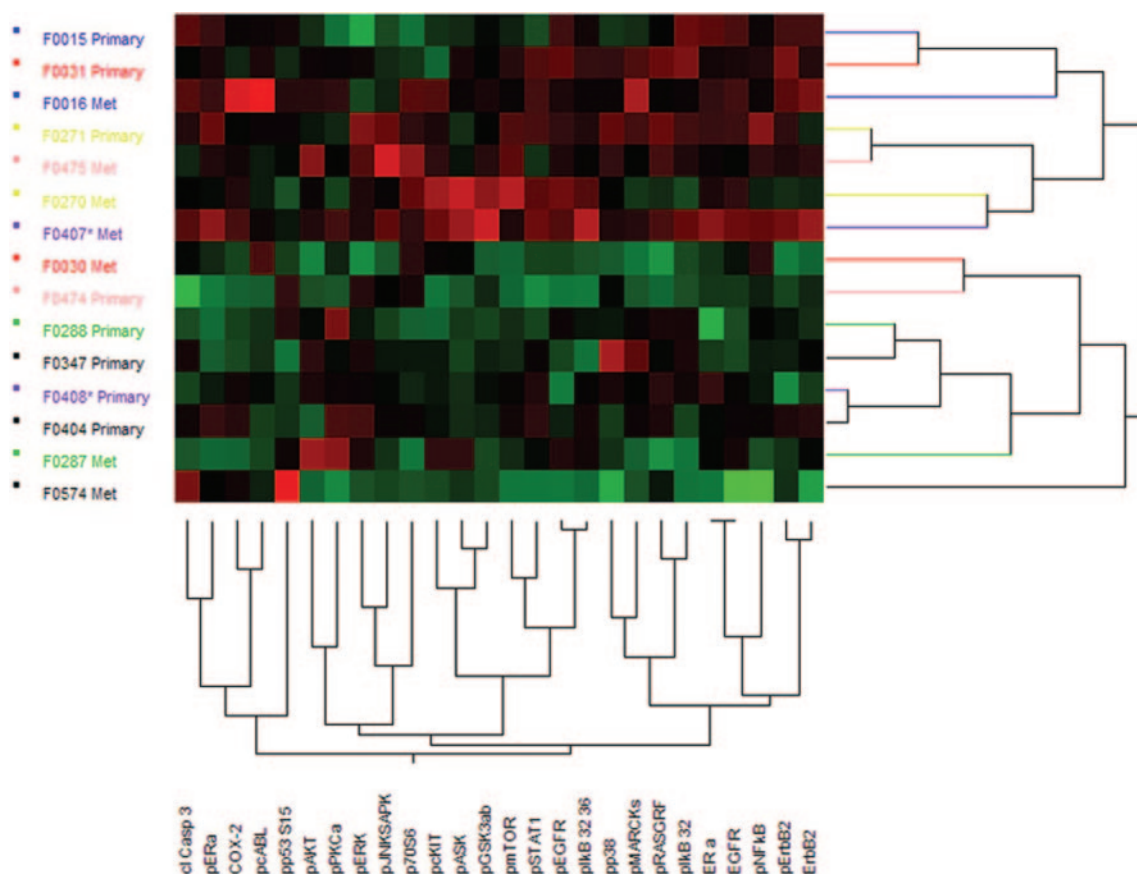 F0015 Primary
F0031 Primary
F0016 Met
F0271 Primary
F0475 Met
F0270 Met
F0407* Met
F0030 Met
F0474 Primary
F0288 Primary
F0347 Primary
F0408* Primary
F0404 Primary
F0287 Met
F0574 Met
cl Casp 3
pERa
COX-2
pcABL
pp53 S15
pAKT
pPKCa
pERK
pJNKSAPK
p70S6
pcKIT
pASK
pGSK3ab
pmTOR
pSTAT1
pEGFR
pIkB 32 36
pp38
pMARCKs
pRASGRF
pIkB 32
ER a
EGFR
pNFkB
pErbB2
ErbB2